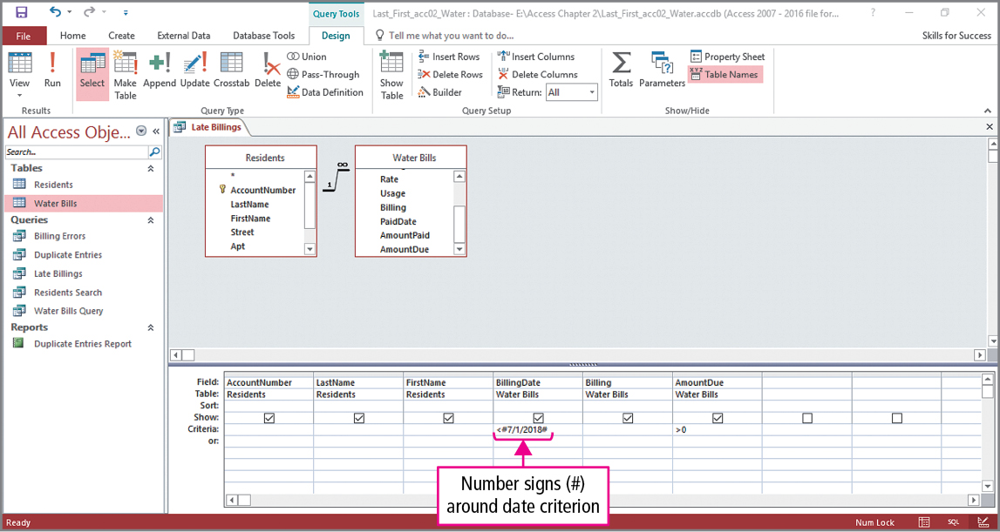 Query Tools
Last_First_acc02_Water : Database- E:\Access Chapter 2\Last_First_acc02_Water.accdb (Access 2007 - 2016 file for...
?
File
Home
Create
External Data
Database Tools
Design
Tell me what you want to do...
Skills for Success
View
Run
Select
Make Table
Append
Update
Crosstab
Delete
Union
Pass-Through
Data Definition
Show Table
Insert Rows
Delete Rows
Builder
Insert Columns
Delete Columns
Return: All
Totals
Parameters
Property Sheet
XYZ Table Names
Results
Query Type
Query Setup
Show/Hide
All Access Obje... «
Search...
Tables
Residents
Water Bills
Queries
Billing Errors
Duplicate Entries
Late Billings
Residents Search
Water Bills Query
Reports
Duplicate Entries Report
Late Billings
Residents
*
AccountNumber
LastName
FirstName
Street
Apt
1 ∞
Water Bills
Rate
Usage
Billing
PaidDate
AmountPaid
AmountDue
Field: AccountNumber LastName FirstName BillingDate Billing AmountDue
Table: Residents Residents Residents Water Bills Water Bills Water Bills
Sort:
Show:
Criteria: <#7/1/2018# >0
or:
Number signs (#)
around date criterion
Ready
Num Lock
SQL